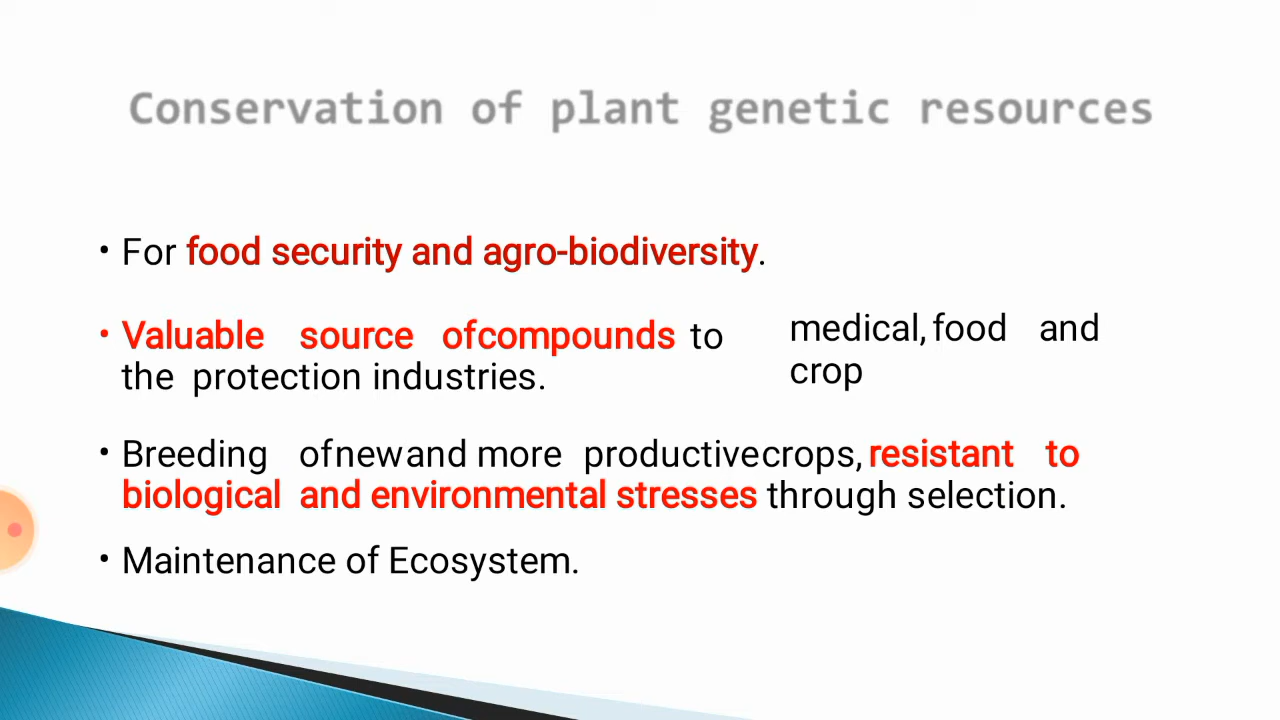 Conservation of plant genetic resources
• For food security and agro-biodiversity.
• Valuable source ofcompounds to medical, food and
the protection industries. crop
• Breeding ofnewand more productivecrops, resistant to
biological and environmental stresses through selection.
• Maintenance of Ecosystem.